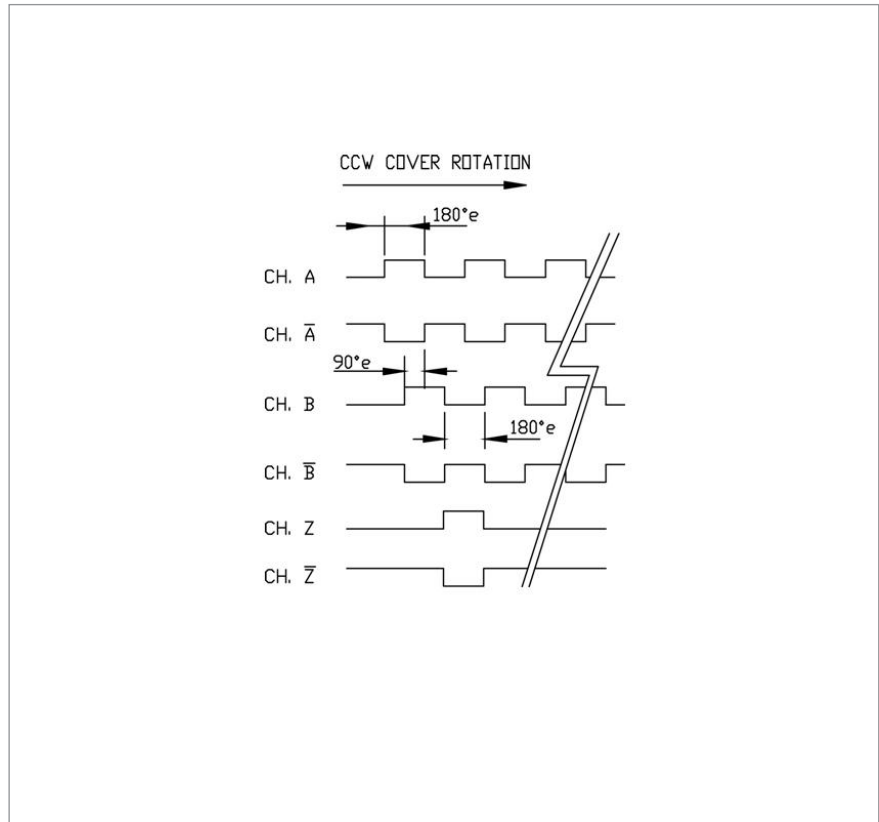 CCW COVER ROTATION
180°e
CH. A
CH. A̅
90°e
CH. B
180°e
CH. B̅
CH. Z
CH. Z̅